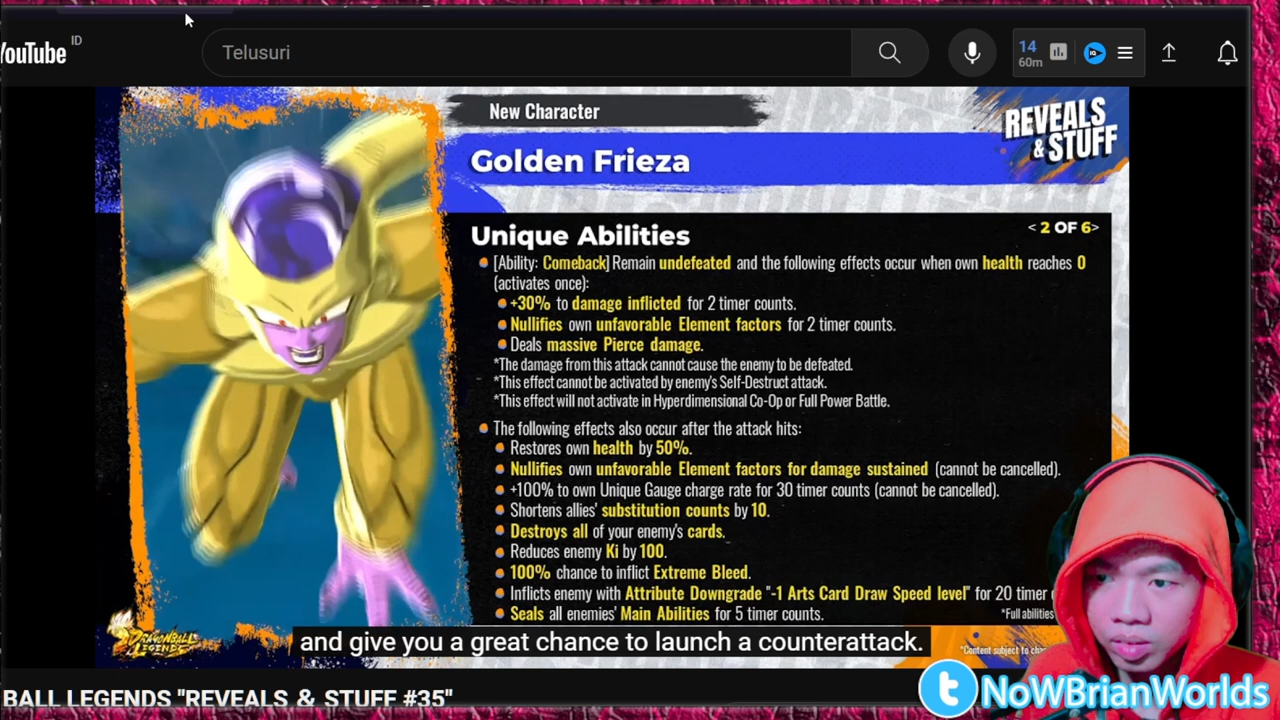 YouTube ID
Telusuri
14
60m
New Character
REVEALS
& STUFF
Golden Frieza
Unique Abilities
< 2 OF 6>
[Ability: Comeback] Remain undefeated and the following effects occur when own health reaches 0
(activates once):
+30% to damage inflicted for 2 timer counts.
Nullifies own unfavorable Element factors for 2 timer counts.
Deals massive Pierce damage.
*The damage from this attack cannot cause the enemy to be defeated.
*This effect cannot be activated by enemy's Self-Destruct attack.
*This effect will not activate in Hyperdimensional Co-Op or Full Power Battle.
The following effects also occur after the attack hits:
Restores own health by 50%.
Nullifies own unfavorable Element factors for damage sustained (cannot be cancelled).
+100% to own Unique Gauge charge rate for 30 timer counts (cannot be cancelled).
Shortens allies' substitution counts by 10.
Destroys all of your enemy's cards.
Reduces enemy Ki by 100.
100% chance to inflict Extreme Bleed.
Inflicts enemy with Attribute Downgrade "-1 Arts Card Draw Speed level" for 20 timer
Seals all enemies' Main Abilities for 5 timer counts.
*Full abilities
DRAGONBALL
LEGENDS
and give you a great chance to launch a counterattack.
*Content subject to
BALL LEGENDS "REVEALS & STUFF #35"
NoWBrianWorlds